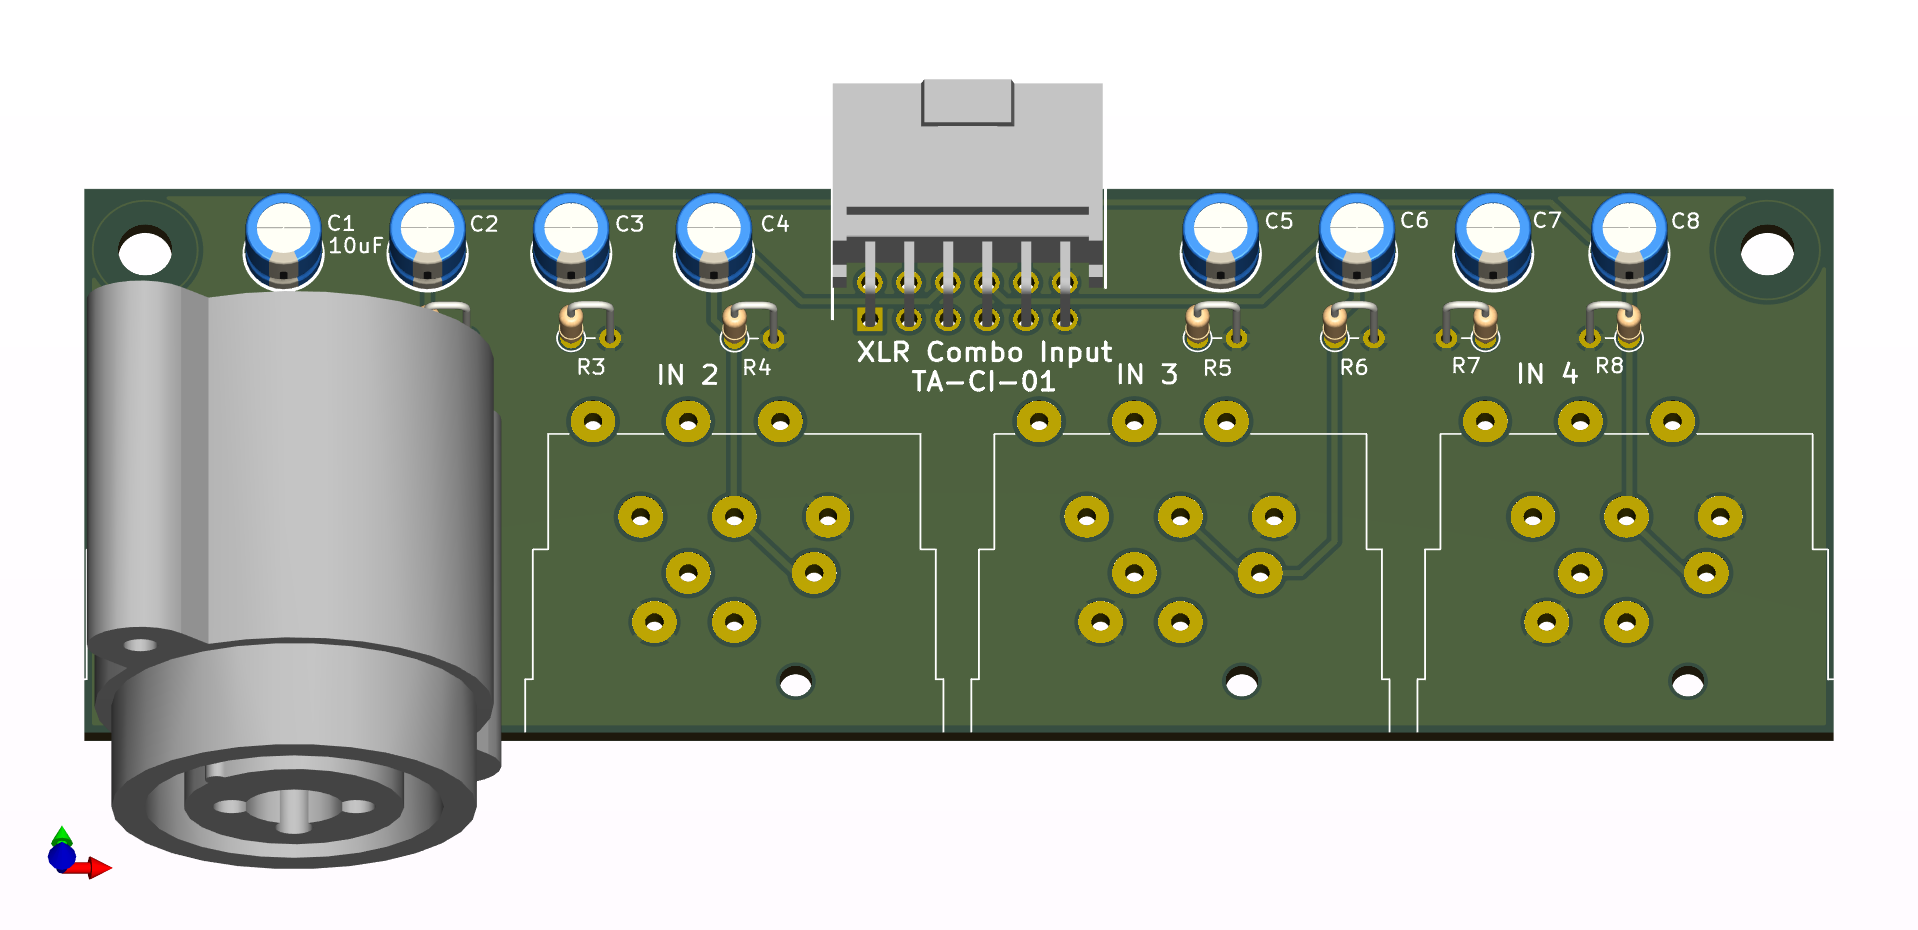 C1
10uF
C2
C3
C4
C5
C6
C7
C8
R3
R4
R5
R6
R7
R8
XLR Combo Input
TA-CI-01
IN 2
IN 3
IN 4